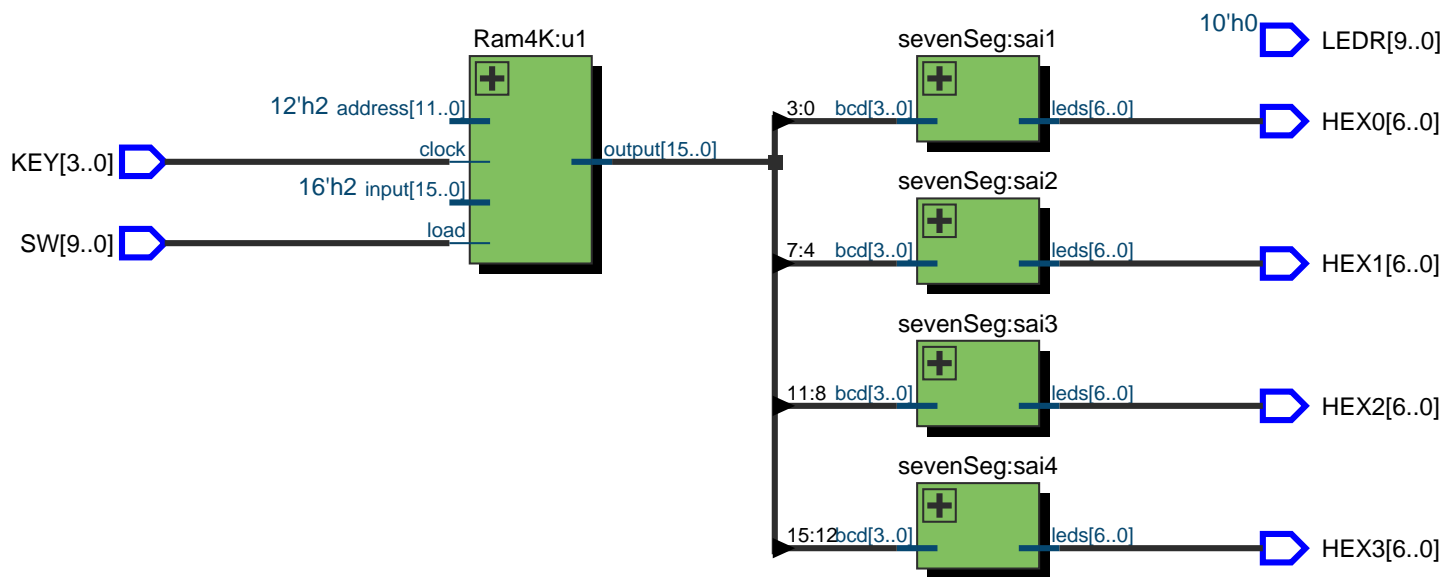 10'h0
LEDR[9..0]
Ram4K:u1
sevenSeg:sai1
12'h2 address[11..0]
3:0 bcd[3..0] leds[6..0]
HEX0[6..0]
KEY[3..0]
clock
output[15..0]
16'h2 input[15..0]
sevenSeg:sai2
SW[9..0]
load
7:4 bcd[3..0] leds[6..0]
HEX1[6..0]
sevenSeg:sai3
11:8 bcd[3..0] leds[6..0]
HEX2[6..0]
sevenSeg:sai4
15:12 bcd[3..0] leds[6..0]
HEX3[6..0]